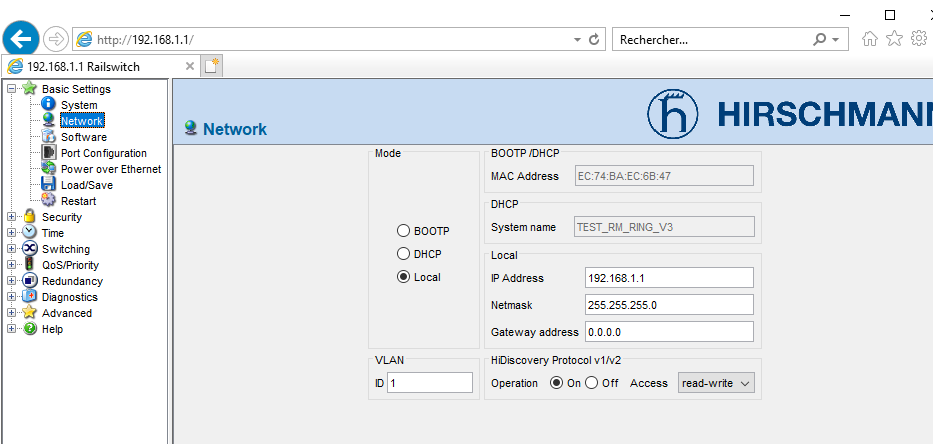 http://192.168.1.1/
Rechercher...
192.168.1.1 Railswitch
Basic Settings
System
Network
Software
Port Configuration
Power over Ethernet
Load/Save
Restart
Security
Time
Switching
QoS/Priority
Redundancy
Diagnostics
Advanced
Help
Network
HIRSCHMANN
Mode
BOOTP
DHCP
Local
BOOTP /DHCP
MAC Address EC:74:BA:EC:6B:47
DHCP
System name TEST_RM_RING_V3
Local
IP Address 192.168.1.1
Netmask 255.255.255.0
Gateway address 0.0.0.0
VLAN
ID 1
HiDiscovery Protocol v1/v2
Operation On Off Access read-write